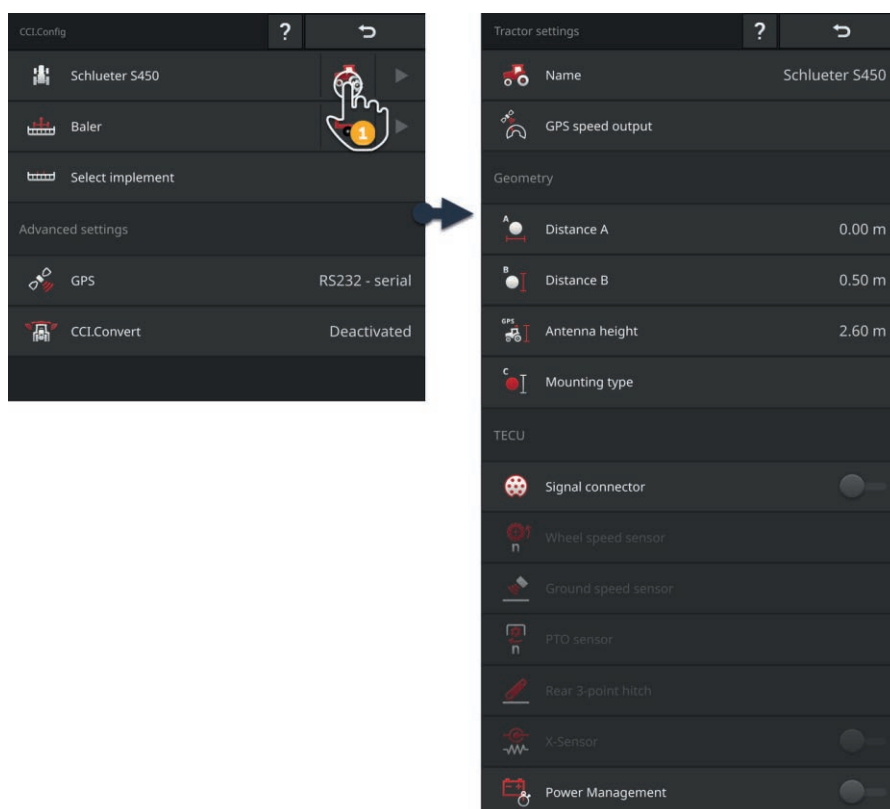 CCI.Config
?
Schlueter S450
1
Baler
Select implement
Advanced settings
GPS
RS232 - serial
CCI.Convert
Deactivated
Tractor settings
?
Name
Schlueter S450
GPS speed output
Geometry
A
Distance A
0.00 m
B
Distance B
0.50 m
GPS
Antenna height
2.60 m
C
Mounting type
TECU
Signal connector
n
Wheel speed sensor
Ground speed sensor
n
PTO sensor
Rear 3-point hitch
X-Sensor
Power Management